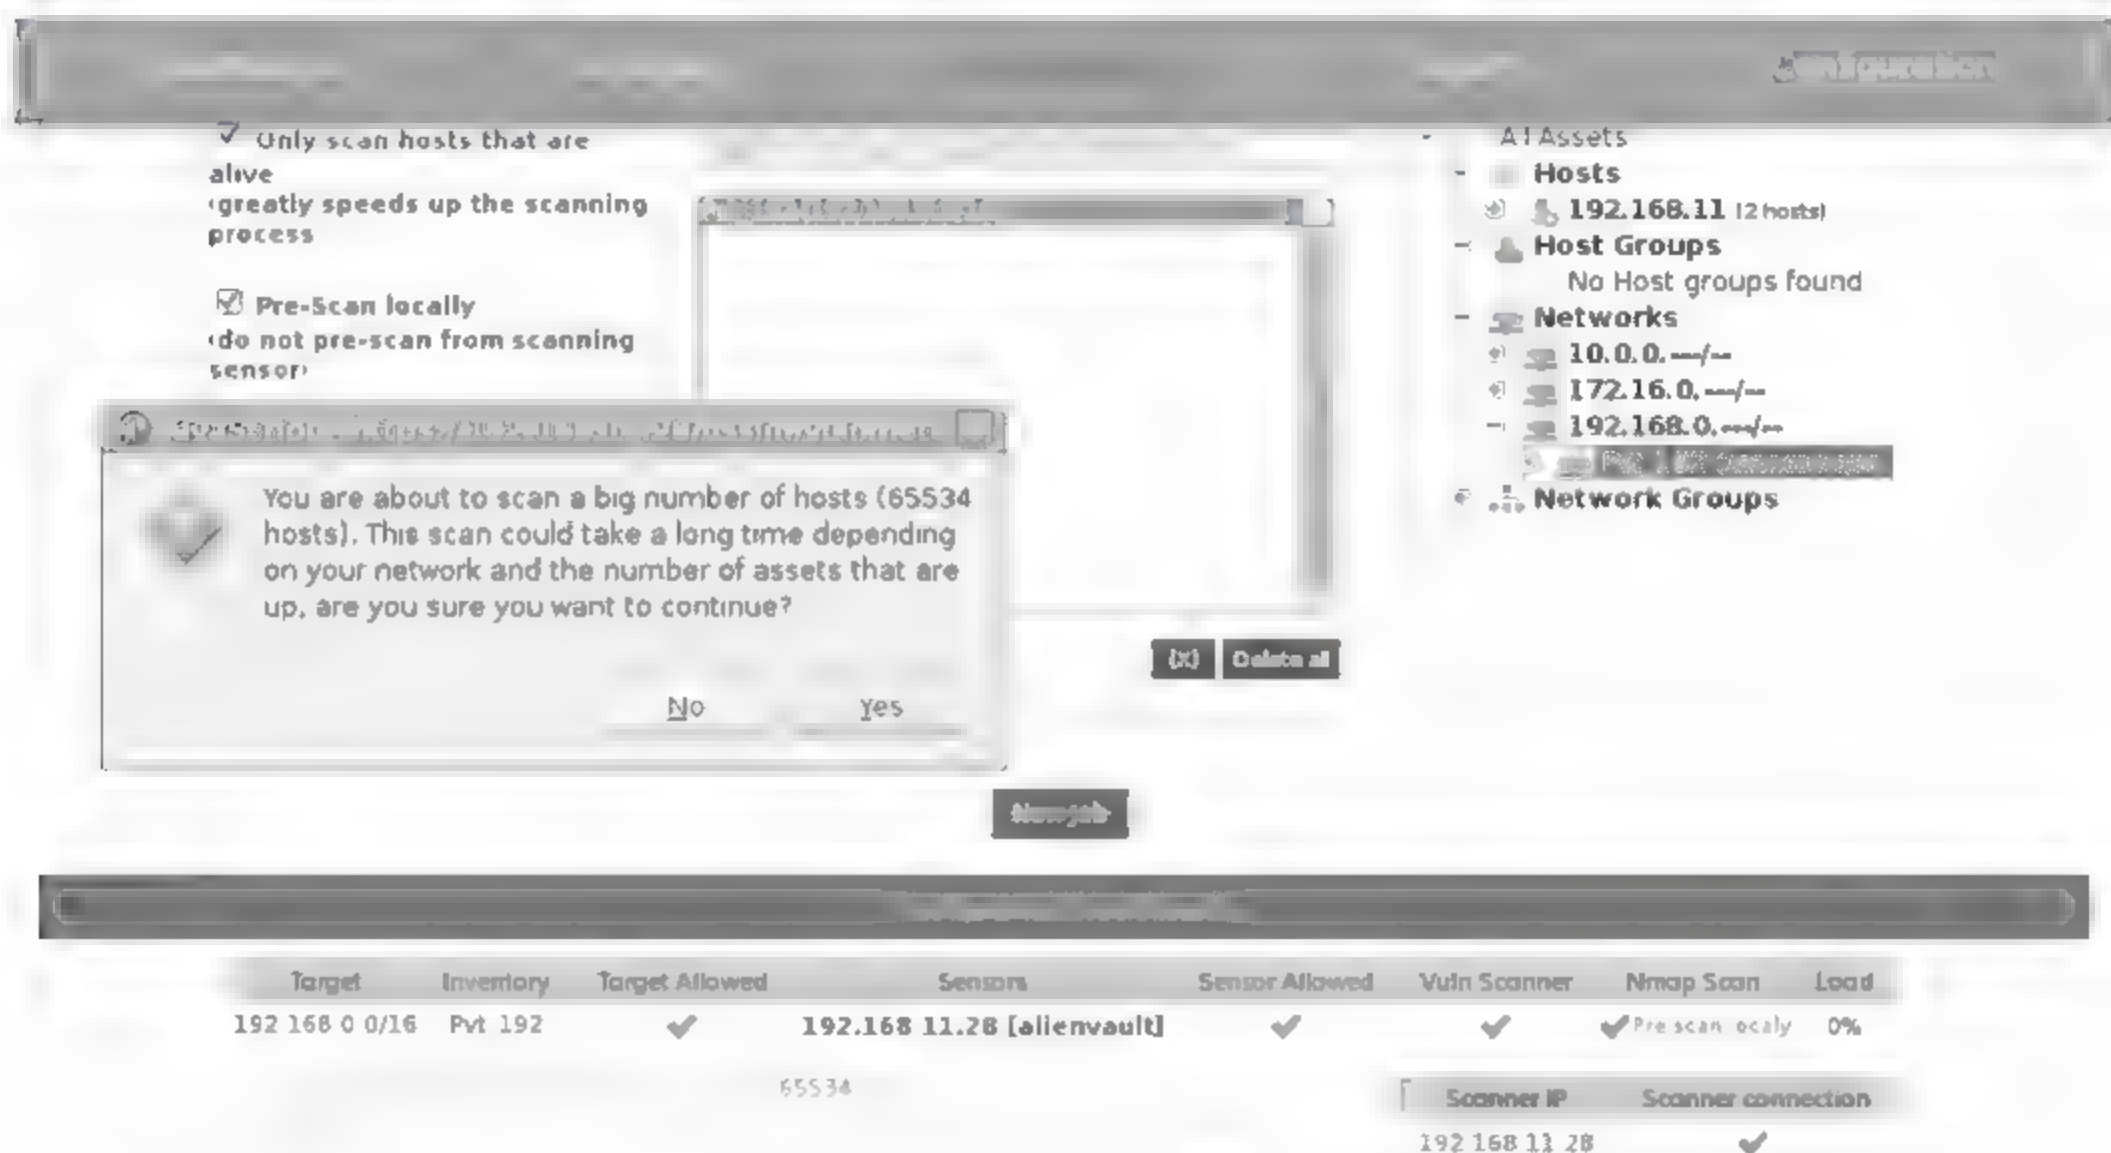 Only scan hosts that are
alive
(greatly speeds up the scanning
process
Pre-Scan locally
(do not pre-scan from scanning
sensor)
You are about to scan a big number of hosts (65534
hosts). This scan could take a long time depending
on your network and the number of assets that are
up, are you sure you want to continue?
No Yes
All Assets
Hosts
192.168.11 (2 hosts)
Host Groups
No Host groups found
Networks
10.0.0.---/--
172.16.0.---/--
192.168.0.---/--
Network Groups
[X] Delete all
New Job
Target Inventory Target Allowed Sensors Sensor Allowed Vuln Scanner Nmap Scan Load
192.168.0.0/16 Pvt_192 192.168.11.28 [alienvault] Pre scan localy 0%
65534
Scanner IP Scanner connection
192.168.11.28